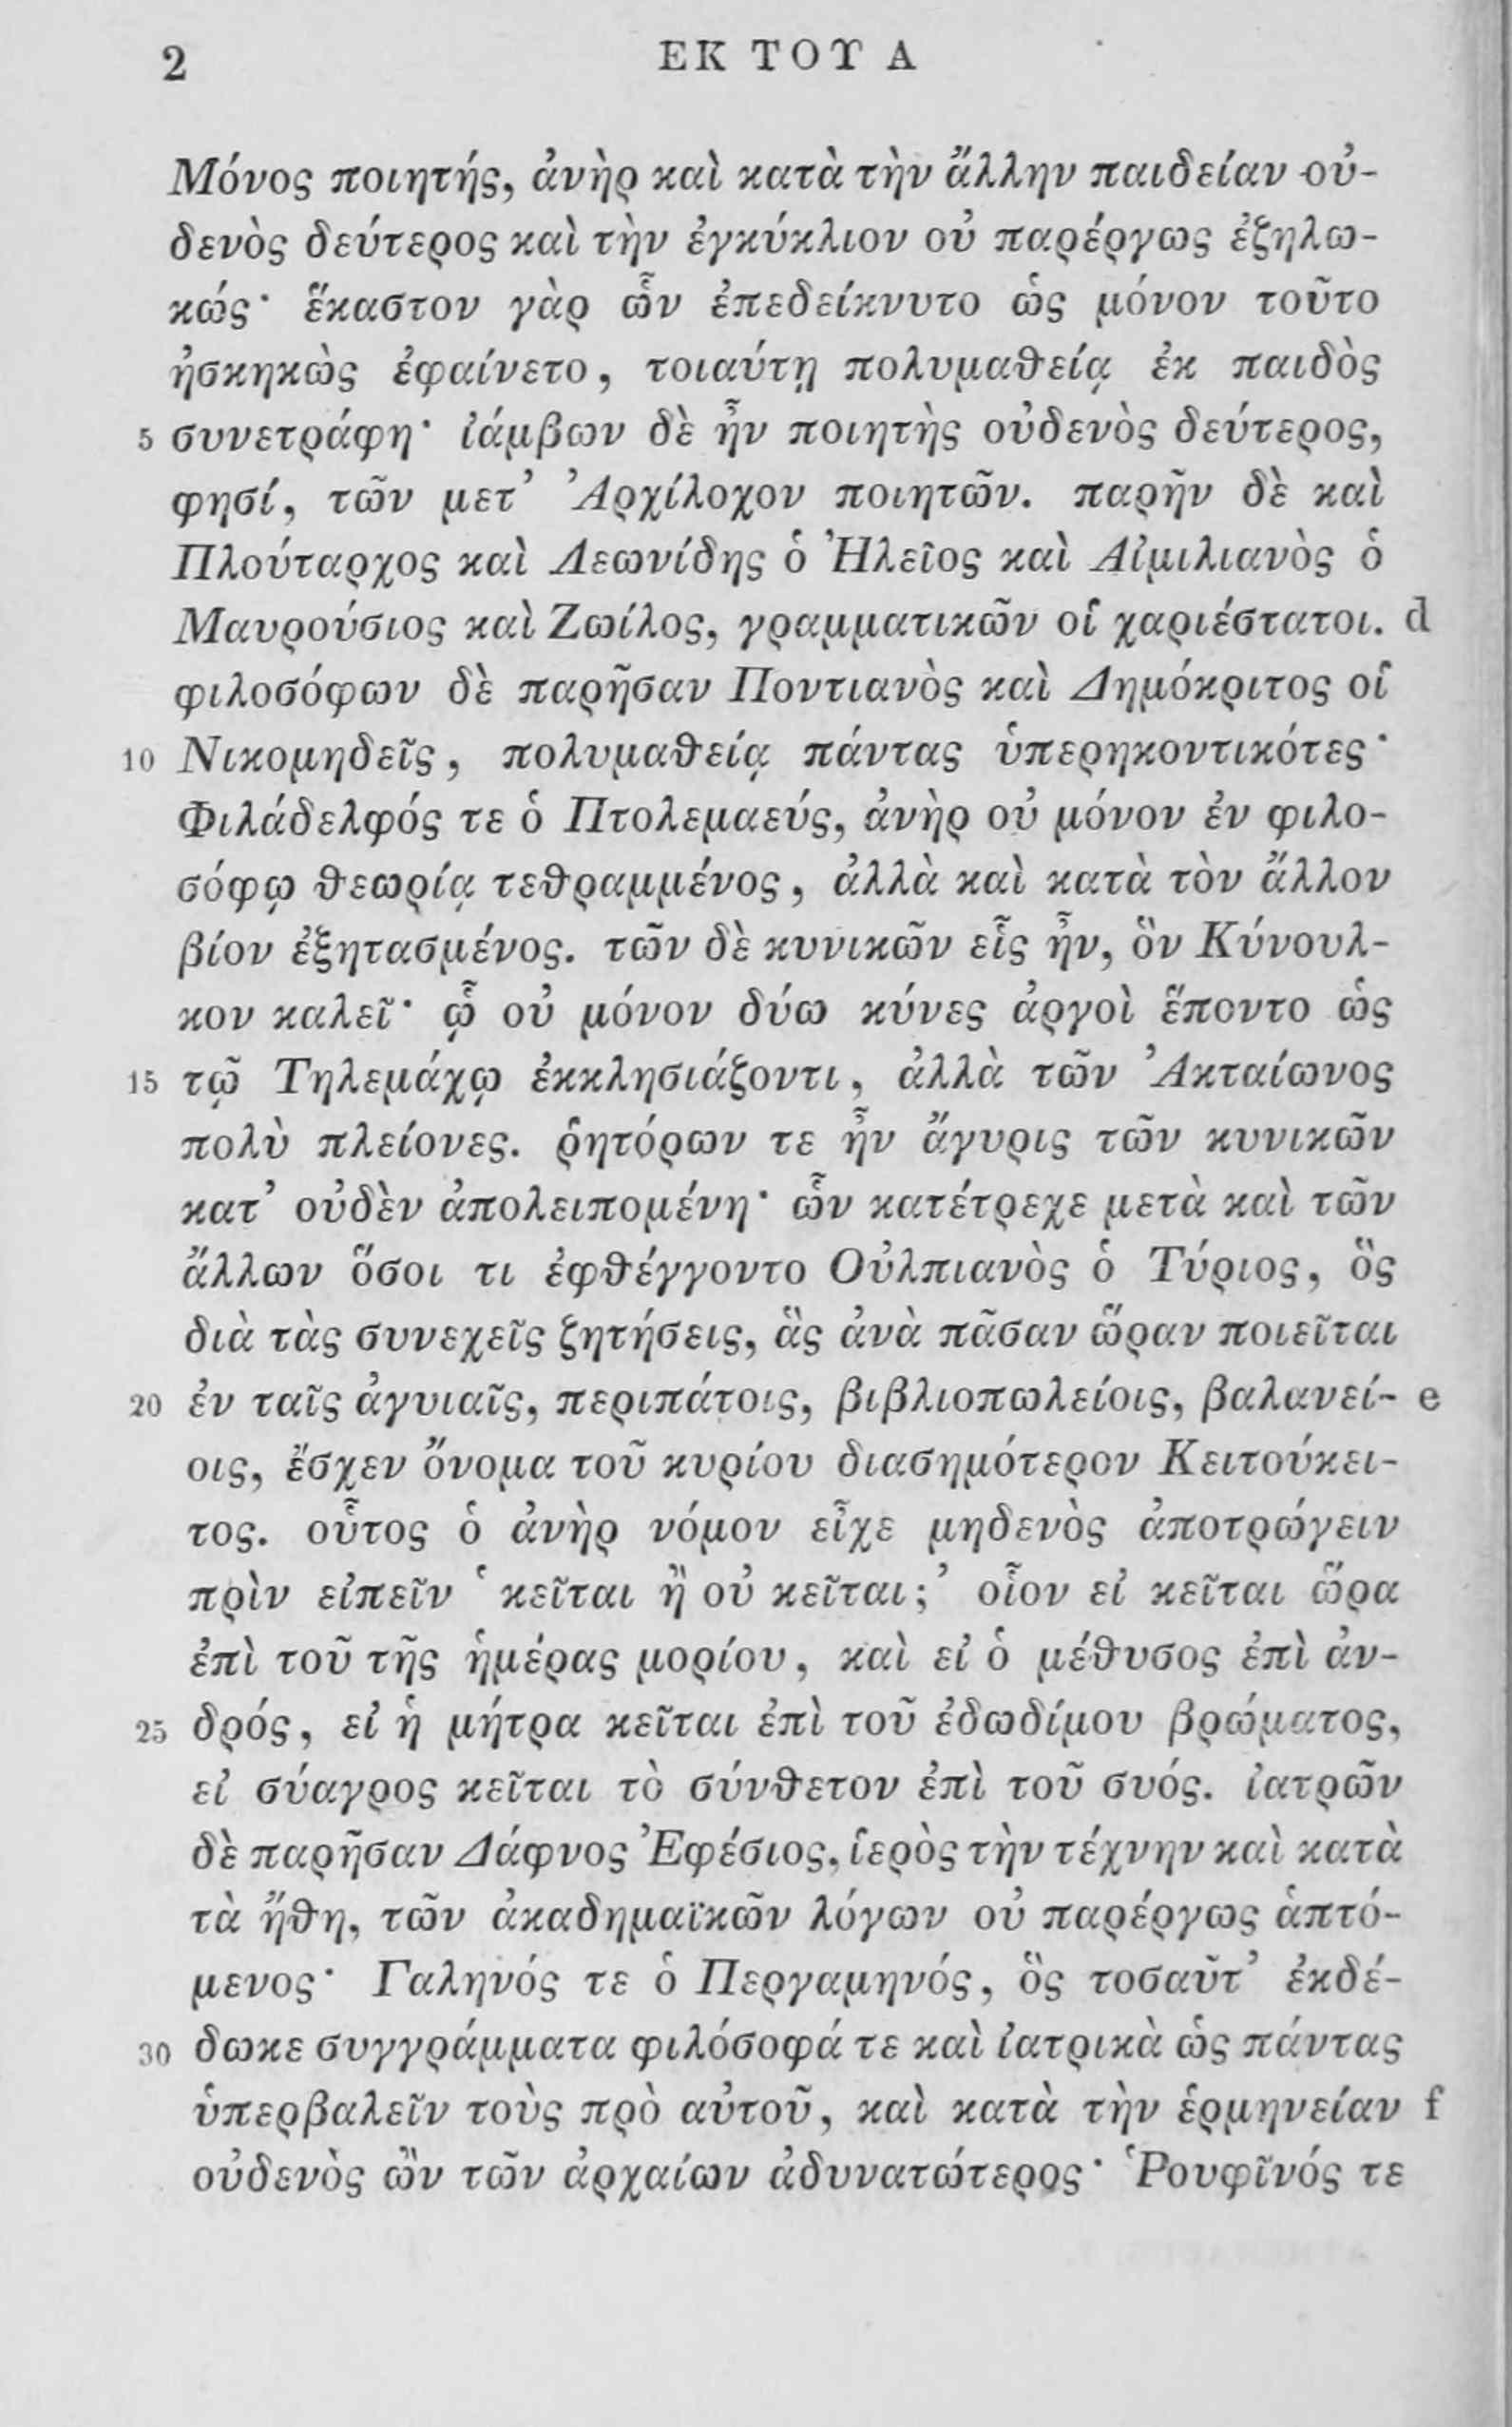 2 ΕΚ ΤΟΥ Α
Μόνος ποιητής, ἀνὴρ καὶ κατὰ τὴν ἄλλην παιδείαν οὐ-
δενὸς δεύτερος καὶ τὴν ἐγκύκλιον οὐ παρέργως ἐζηλω-
κώς· ἕκαστον γὰρ ὧν ἐπεδείκνυτο ὡς μόνον τοῦτο
ἠσκηκὼς ἐφαίνετο, τοιαύτῃ πολυμαθείᾳ ἐκ παιδὸς
5 συνετράφη· ἰάμβων δὲ ἦν ποιητὴς οὐδενὸς δεύτερος,
φησί, τῶν μετ’ Ἀρχίλοχον ποιητῶν. παρῆν δὲ καὶ
Πλούταρχος καὶ Λεωνίδης ὁ Ἠλεῖος καὶ Αἰμιλιανὸς ὁ
Μαυρούσιος καὶ Ζωίλος, γραμματικῶν οἱ χαριέστατοι. d
φιλοσόφων δὲ παρῆσαν Ποντιανὸς καὶ Δημόκριτος οἱ
10 Νικομηδεῖς, πολυμαθείᾳ πάντας ὑπερηκοντικότες·
Φιλάδελφός τε ὁ Πτολεμαεύς, ἀνὴρ οὐ μόνον ἐν φιλο-
σόφῳ θεωρίᾳ τεθραμμένος, ἀλλὰ καὶ κατὰ τὸν ἄλλον
βίον ἐξητασμένος. τῶν δὲ κυνικῶν εἷς ἦν, ὃν Κύνουλ-
κον καλεῖ· ᾧ οὐ μόνον δύω κύνες ἀργοὶ ἕποντο ὡς
15 τῷ Τηλεμάχῳ ἐκκλησιάζοντι, ἀλλὰ τῶν Ἀκταίωνος
πολὺ πλείονες. ῥητόρων τε ἦν ἄγυρις τῶν κυνικῶν
κατ’ οὐδὲν ἀπολειπομένη· ὧν κατέτρεχε μετὰ καὶ τῶν
ἄλλων ὅσοι τι ἐφθέγγοντο Οὐλπιανὸς ὁ Τύριος, ὃς
διὰ τὰς συνεχεῖς ζητήσεις, ἃς ἀνὰ πᾶσαν ὥραν ποιεῖται
20 ἐν ταῖς ἀγυιαῖς, περιπάτοις, βιβλιοπωλείοις, βαλανεί- e
οις, ἔσχεν ὄνομα τοῦ κυρίου διασημότερον Κειτούκει-
τος. οὗτος ὁ ἀνὴρ νόμον εἶχε μηδενὸς ἀποτρώγειν
πρὶν εἰπεῖν ‘κεῖται ἢ οὐ κεῖται;’ οἷον εἰ κεῖται ὥρα
ἐπὶ τοῦ τῆς ἡμέρας μορίου, καὶ εἰ ὁ μέθυσος ἐπὶ ἀν-
25 δρός, εἰ ἡ μήτρα κεῖται ἐπὶ τοῦ ἐδωδίμου βρώματος,
εἰ σύαγρος κεῖται τὸ σύνθετον ἐπὶ τοῦ συός. ἰατρῶν
δὲ παρῆσαν Δάφνος Ἐφέσιος, ἱερὸς τὴν τέχνην καὶ κατὰ
τὰ ἤθη, τῶν ἀκαδημαϊκῶν λόγων οὐ παρέργως ἁπτό-
μενος· Γαληνός τε ὁ Περγαμηνός, ὃς τοσαῦτ’ ἐκδέ-
30 δωκε συγγράμματα φιλόσοφά τε καὶ ἰατρικὰ ὡς πάντας
ὑπερβαλεῖν τοὺς πρὸ αὐτοῦ, καὶ κατὰ τὴν ἑρμηνείαν f
οὐδενὸς ὢν τῶν ἀρχαίων ἀδυνατώτερος· Ῥουφῖνός τε